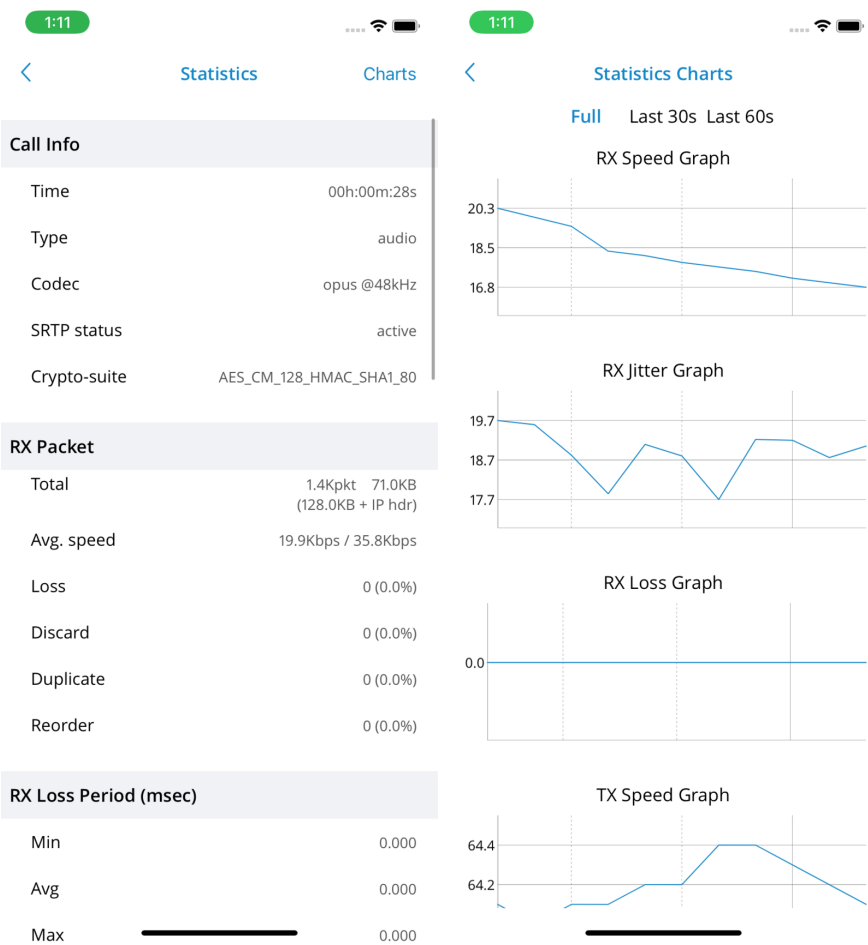 1:11
Statistics
Charts
Call Info
Time 00h:00m:28s
Type audio
Codec opus @48kHz
SRTP status active
Crypto-suite AES_CM_128_HMAC_SHA1_80
RX Packet
Total 1.4Kpkt 71.0KB
(128.0KB + IP hdr)
Avg. speed 19.9Kbps / 35.8Kbps
Loss 0 (0.0%)
Discard 0 (0.0%)
Duplicate 0 (0.0%)
Reorder 0 (0.0%)
RX Loss Period (msec)
Min 0.000
Avg 0.000
Max 0.000
1:11
Statistics Charts
Full Last 30s Last 60s
RX Speed Graph
20.3
18.5
16.8
RX Jitter Graph
19.7
18.7
17.7
RX Loss Graph
0.0
TX Speed Graph
64.4
64.2